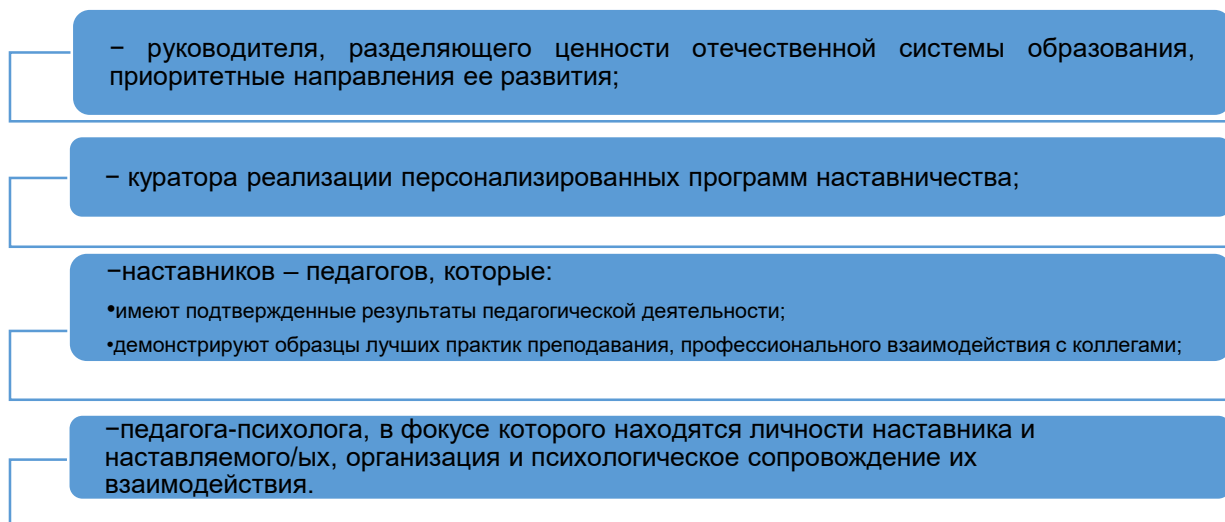 − руководителя, разделяющего ценности отечественной системы образования,
приоритетные направления ее развития;
− куратора реализации персонализированных программ наставничества;
−наставников – педагогов, которые:
•имеют подтвержденные результаты педагогической деятельности;
•демонстрируют образцы лучших практик преподавания, профессионального взаимодействия с коллегами;
−педагога-психолога, в фокусе которого находятся личности наставника и
наставляемого/ых, организация и психологическое сопровождение их
взаимодействия.